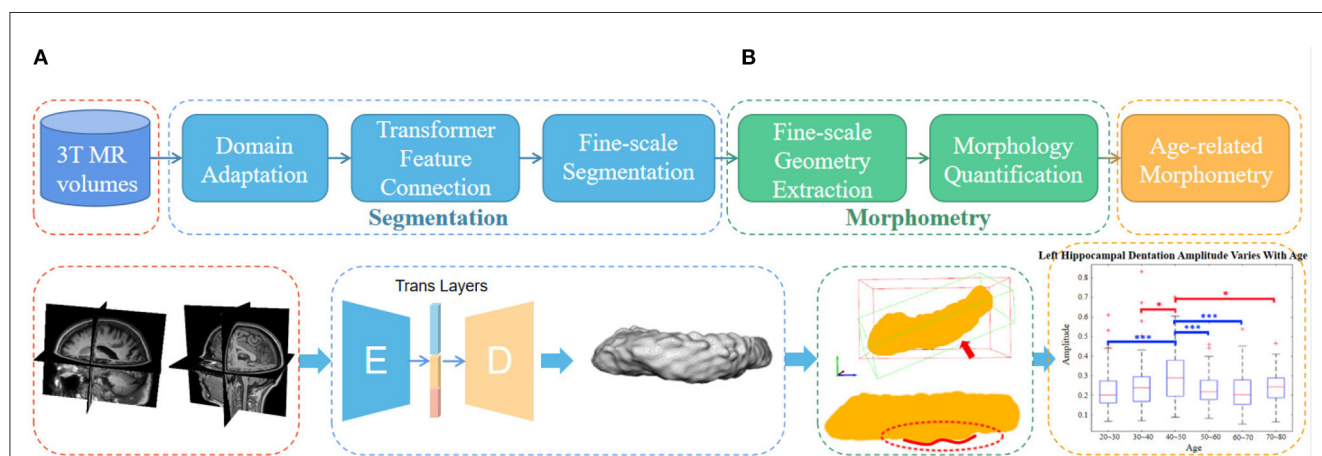 A
B
3T MR
volumes
Domain
Adaptation
Transformer
Feature
Connection
Fine-scale
Segmentation
Fine-scale
Geometry
Extraction
Morphology
Quantification
Age-related
Morphometry
Segmentation
Morphometry
Trans Layers
E
D
Left Hippocampal Dentation Amplitude Varies With Age
0.8
0.7
0.6
0.5
0.4
0.3
0.2
0.1
Amplitude
*
*
***
***
***
20~30 30~40 40~50 50~60 60~70 70~80
Age